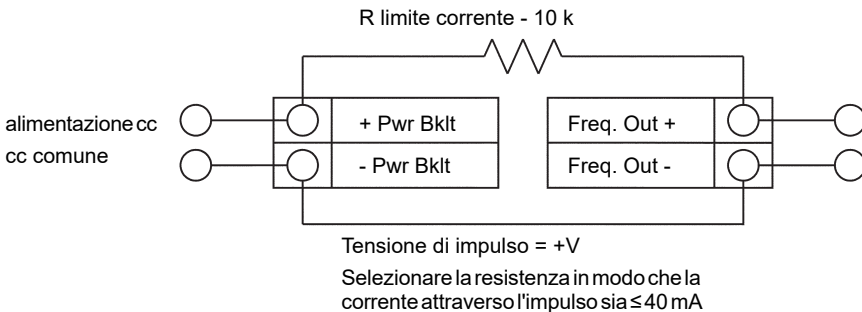 R limite corrente - 10 k
alimentazione cc
cc comune
+ Pwr Bklt
- Pwr Bklt
Freq. Out +
Freq. Out -
Tensione di impulso = +V
Selezionare la resistenza in modo che la
corrente attraverso l'impulso sia ≤ 40 mA